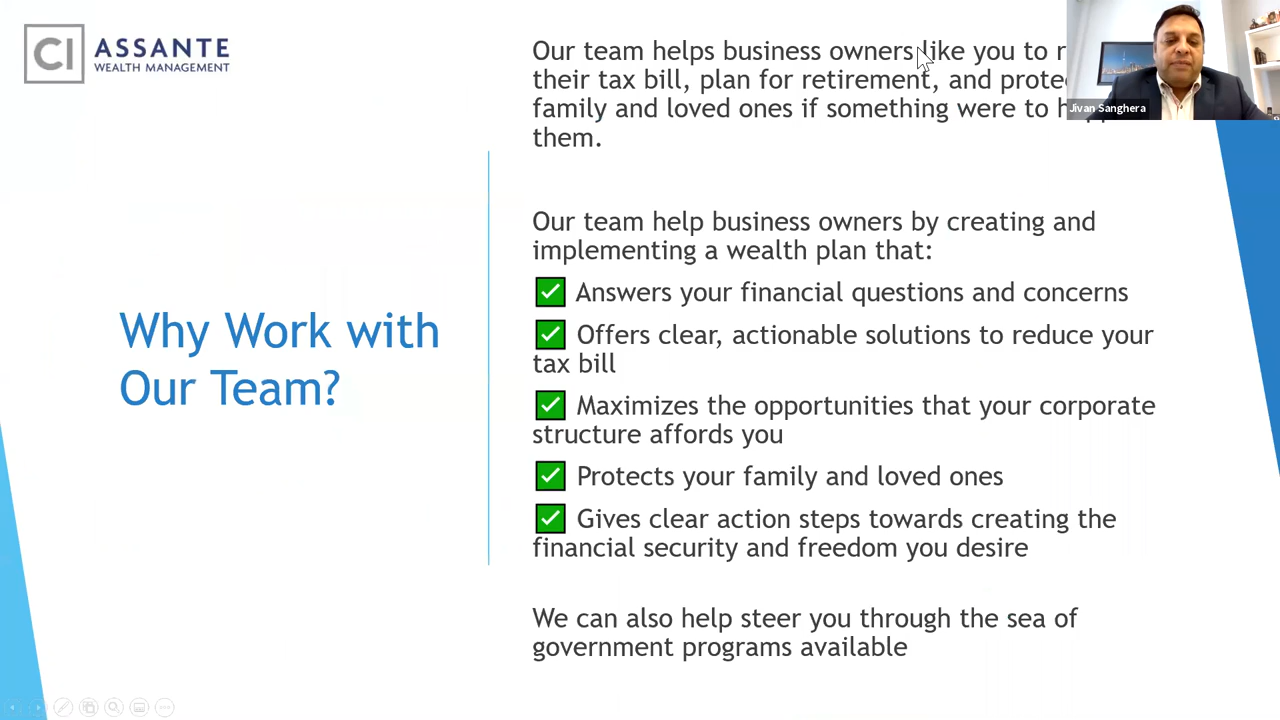 CI ASSANTE
WEALTH MANAGEMENT
Why Work with
Our Team?
Our team helps business owners like you to
their tax bill, plan for retirement, and
family and loved ones if something were to
them.
Our team help business owners by creating and
implementing a wealth plan that:
Answers your financial questions and concerns
Offers clear, actionable solutions to reduce your
tax bill
Maximizes the opportunities that your corporate
structure affords you
Protects your family and loved ones
Gives clear action steps towards creating the
financial security and freedom you desire
We can also help steer you through the sea of
government programs available
Jivan Sanghera